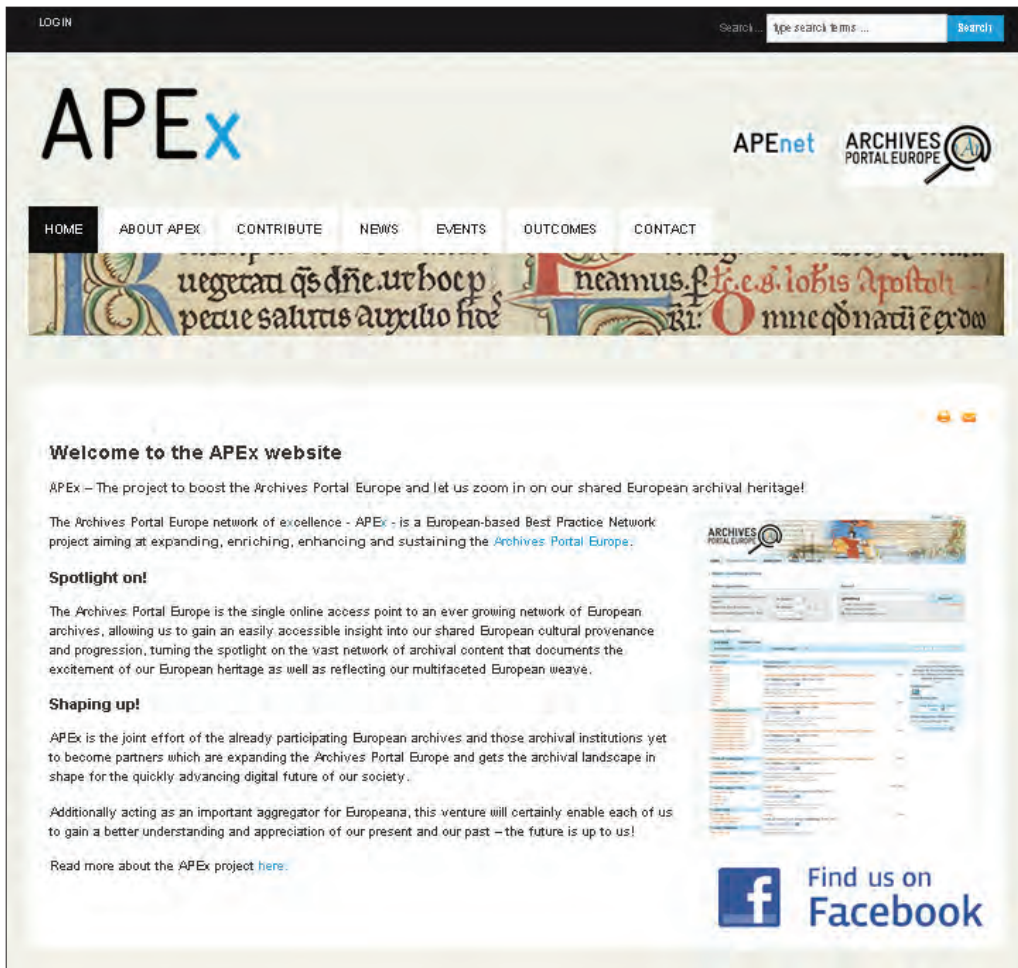 LOGIN
Search... type search terms ... Search
APEx
APEnet
ARCHIVES
PORTAL EUROPE
HOME ABOUT APEX CONTRIBUTE NEWS EVENTS OUTCOMES CONTACT
uegetati
neamus.
Apostoli
petue salutis auxilio
Welcome to the APEx website
APEx – The project to boost the Archives Portal Europe and let us zoom in on our shared European archival heritage!
The Archives Portal Europe network of excellence - APEx - is a European-based Best Practice Network
project aiming at expanding, enriching, enhancing and sustaining the Archives Portal Europe.
Spotlight on!
The Archives Portal Europe is the single online access point to an ever growing network of European
archives, allowing us to gain an easily accessible insight into our shared European cultural provenance
and progression, turning the spotlight on the vast network of archival content that documents the
excitement of our European heritage as well as reflecting our multifaceted European weave.
Shaping up!
APEx is the joint effort of the already participating European archives and those archival institutions yet
to become partners which are expanding the Archives Portal Europe and gets the archival landscape in
shape for the quickly advancing digital future of our society.
Additionally acting as an important aggregator for Europeana, this venture will certainly enable each of us
to gain a better understanding and appreciation of our present and our past – the future is up to us!
Read more about the APEx project here.
ARCHIVES
PORTAL EUROPE
Find us on
Facebook